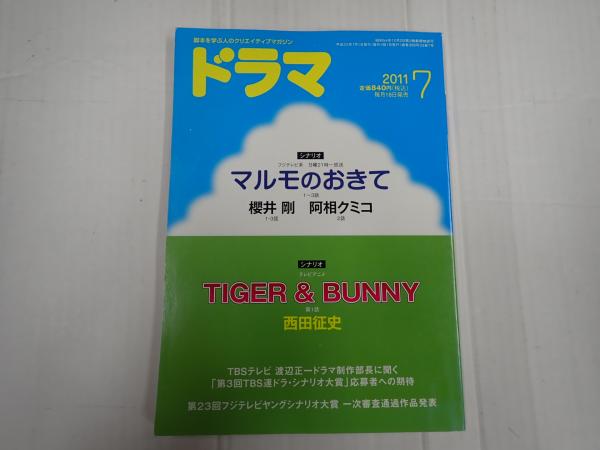 脚本を学ぶ人のクリエイティブマガジン
ドラマ
2011
7
定価840円(税込)
毎月18日発売
シナリオ
フジテレビ系 日曜21時~放送
マルモのおきて
1~3話
櫻井 剛 阿相クミコ
1・3話 2話
シナリオ
テレビアニメ
TIGER & BUNNY
第1話
西田征史
TBSテレビ 渡辺正一ドラマ制作部長に聞く
「第3回TBS連ドラ・シナリオ大賞」応募者への期待
第23回フジテレビヤングシナリオ大賞 一次審査通過作品発表